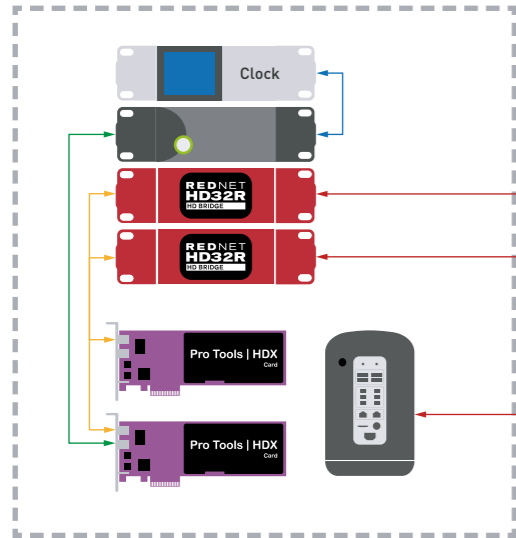 Clock
REDNET
HD32R
HD BRIDGE
REDNET
HD32R
HD BRIDGE
Pro Tools | HDX
Card
Pro Tools | HDX
Card